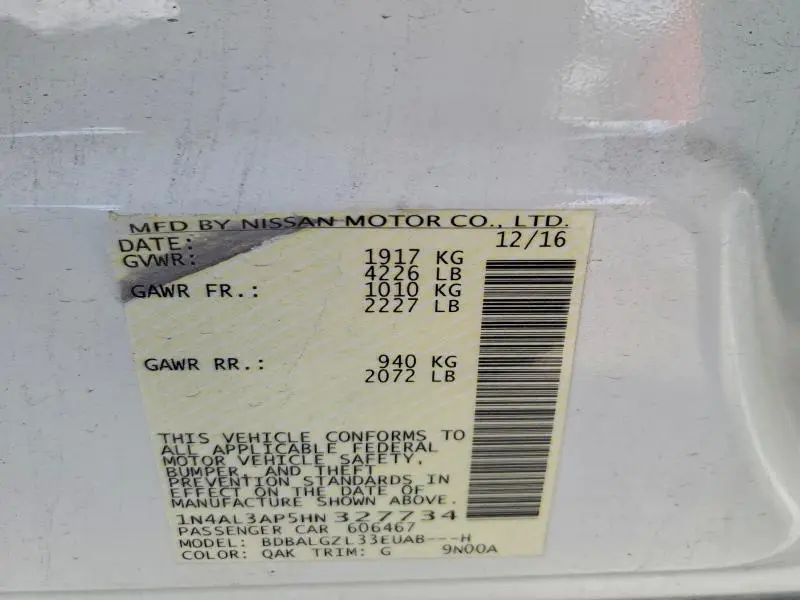 MFD BY NISSAN MOTOR CO., LTD.
DATE: 12/16
GVWR: 1917 KG
4226 LB
GAWR FR.: 1010 KG
2227 LB
GAWR RR.: 940 KG
2072 LB
THIS VEHICLE CONFORMS TO
ALL APPLICABLE FEDERAL
MOTOR VEHICLE SAFETY,
BUMPER, AND THEFT
PREVENTION STANDARDS IN
EFFECT ON THE DATE OF
MANUFACTURE SHOWN ABOVE.
1N4AL3AP5HN327734
PASSENGER CAR 606467
MODEL: BDBALGZL33EUAB---H
COLOR: QAK TRIM: G 9N00A